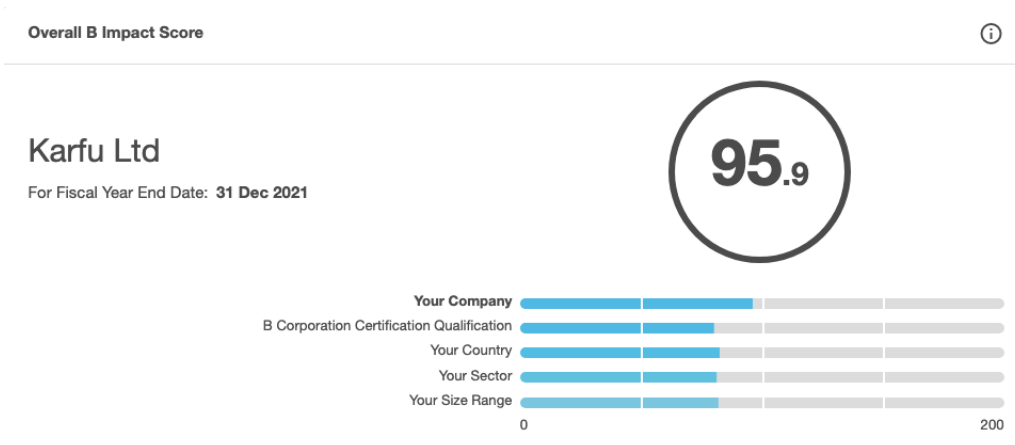 Overall B Impact Score
Karfu Ltd
For Fiscal Year End Date: 31 Dec 2021
95.9
Your Company
B Corporation Certification Qualification
Your Country
Your Sector
Your Size Range
0 200